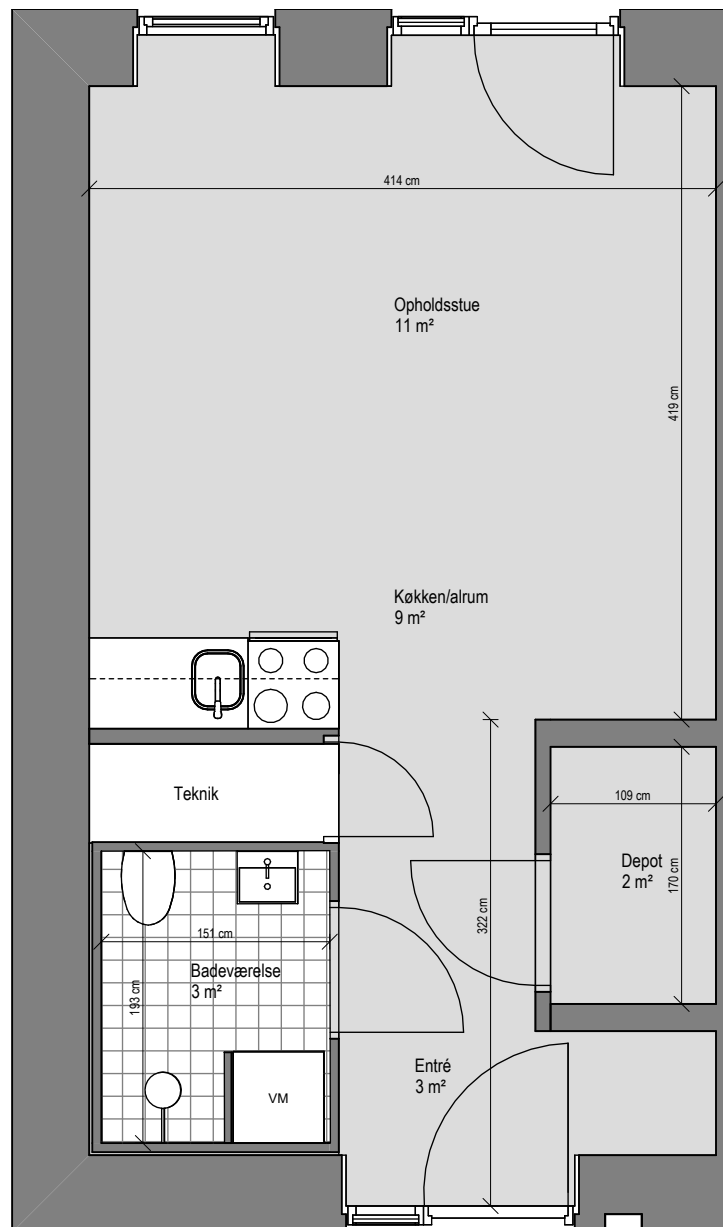 414 cm
Opholdsstue
11 m²
419 cm
Køkken/alrum
9 m²
Teknik
109 cm
Depot
2 m²
170 cm
322 cm
151 cm
Badeværelse
3 m²
193 cm
Entré
3 m²
VM